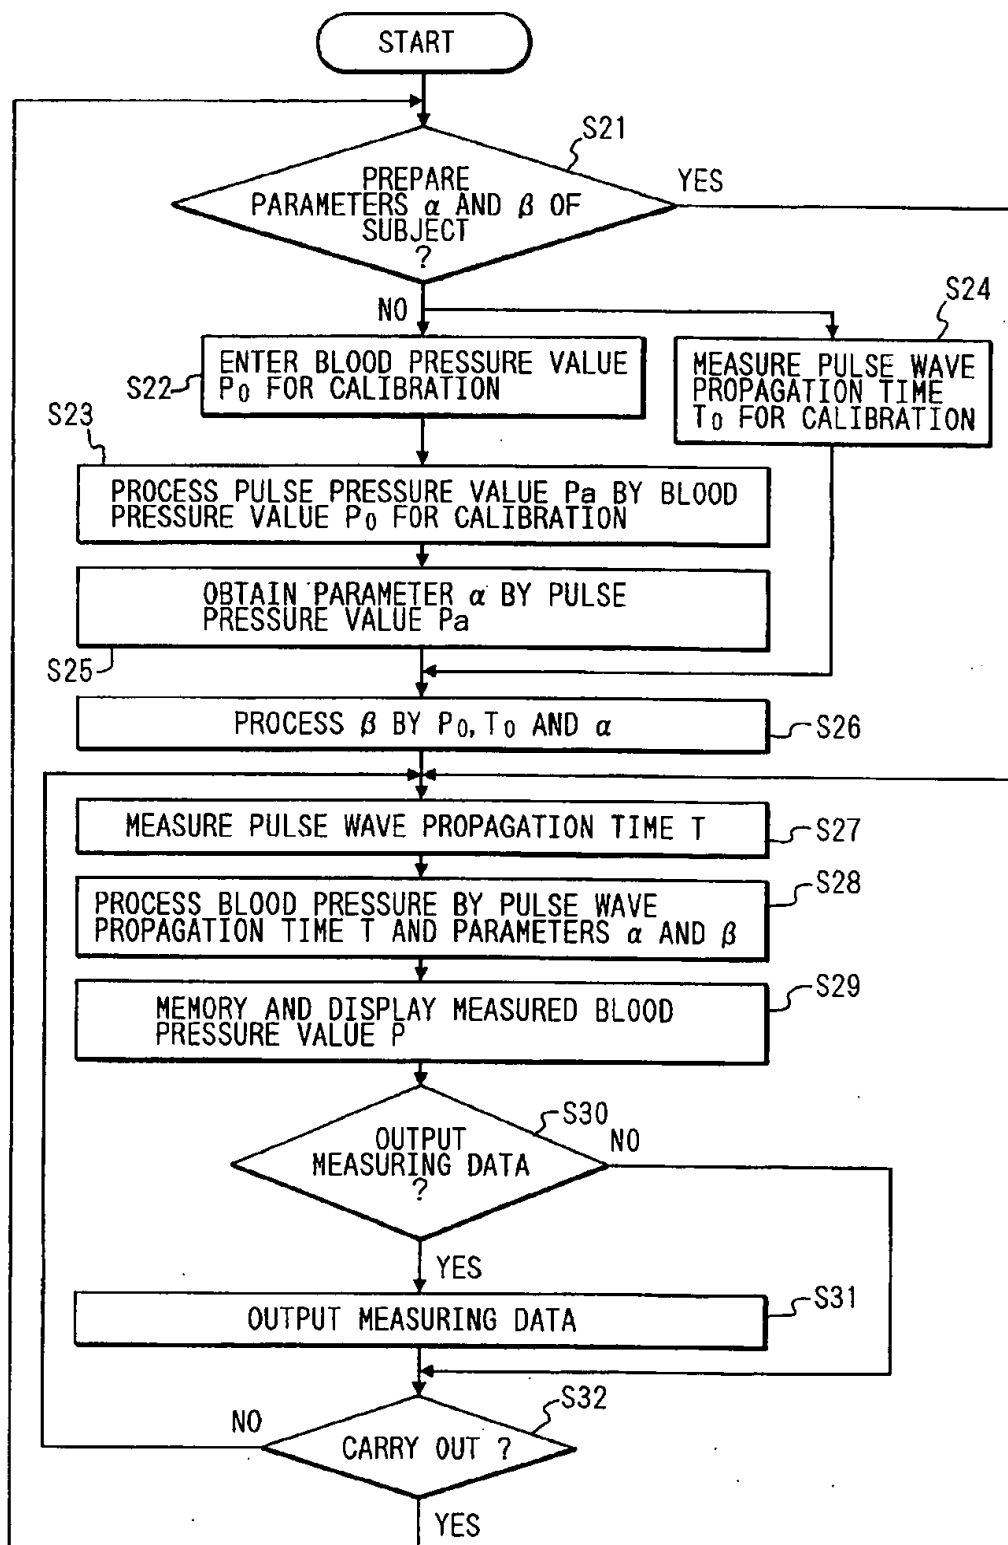 START
S21
PREPARE
PARAMETERS α AND β OF
SUBJECT
?
YES
NO
S24
S22
ENTER BLOOD PRESSURE VALUE
P0 FOR CALIBRATION
MEASURE PULSE WAVE
PROPAGATION TIME
T0 FOR CALIBRATION
S23
PROCESS PULSE PRESSURE VALUE Pa BY BLOOD
PRESSURE VALUE P0 FOR CALIBRATION
OBTAIN PARAMETER α BY PULSE
PRESSURE VALUE Pa
S25
PROCESS β BY P0, T0 AND α
S26
MEASURE PULSE WAVE PROPAGATION TIME T
S27
S28
PROCESS BLOOD PRESSURE BY PULSE WAVE
PROPAGATION TIME T AND PARAMETERS α AND β
S29
MEMORY AND DISPLAY MEASURED BLOOD
PRESSURE VALUE P
S30
OUTPUT
MEASURING DATA
?
NO
YES
S31
OUTPUT MEASURING DATA
S32
NO
CARRY OUT ?
YES